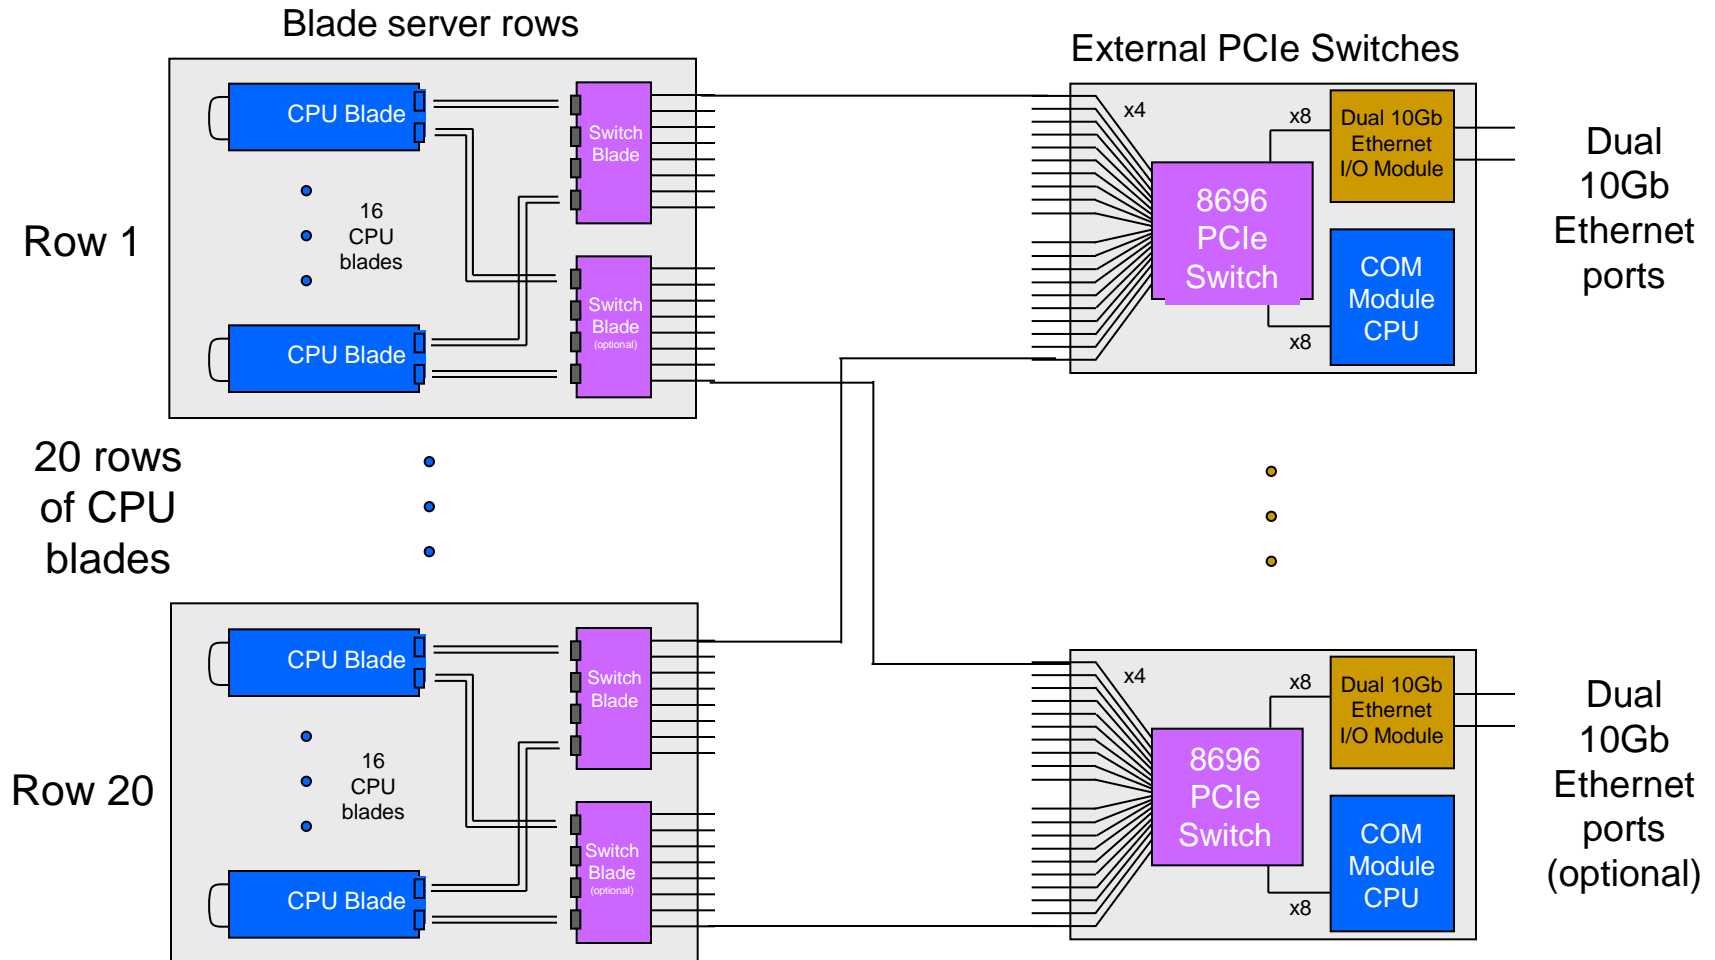 Blade server rows
External PCIe Switches
Row 1
CPU Blade
16
CPU
blades
CPU Blade
Switch
Blade
Switch
Blade
(optional)
x4
8696
PCIe
Switch
x8
x8
Dual 10Gb
Ethernet
I/O Module
COM
Module
CPU
Dual
10Gb
Ethernet
ports
20 rows
of CPU
blades
Row 20
CPU Blade
16
CPU
blades
CPU Blade
Switch
Blade
Switch
Blade
(optional)
x4
8696
PCIe
Switch
x8
x8
Dual 10Gb
Ethernet
I/O Module
COM
Module
CPU
Dual
10Gb
Ethernet
ports
(optional)